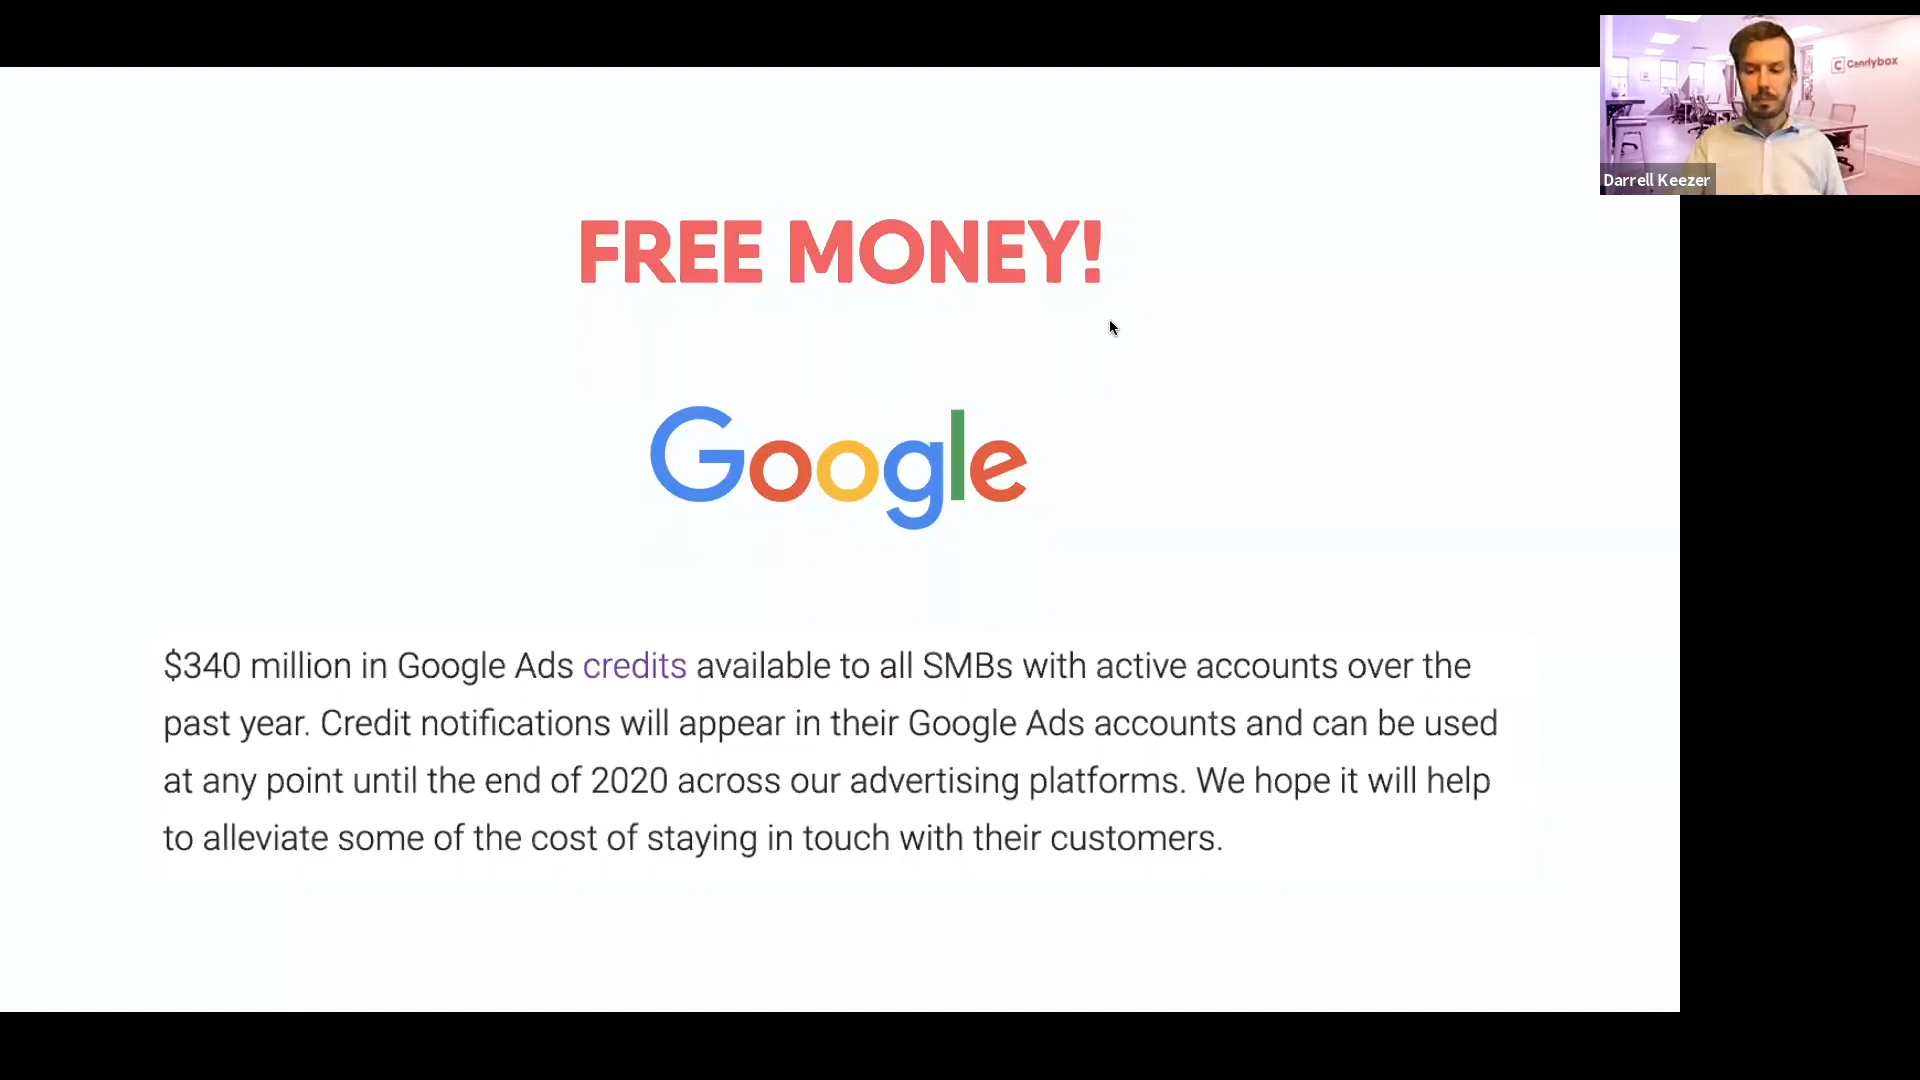 C Candybox
Darrell Keezer
FREE MONEY!
Google
$340 million in Google Ads credits available to all SMBs with active accounts over the
past year. Credit notifications will appear in their Google Ads accounts and can be used
at any point until the end of 2020 across our advertising platforms. We hope it will help
to alleviate some of the cost of staying in touch with their customers.